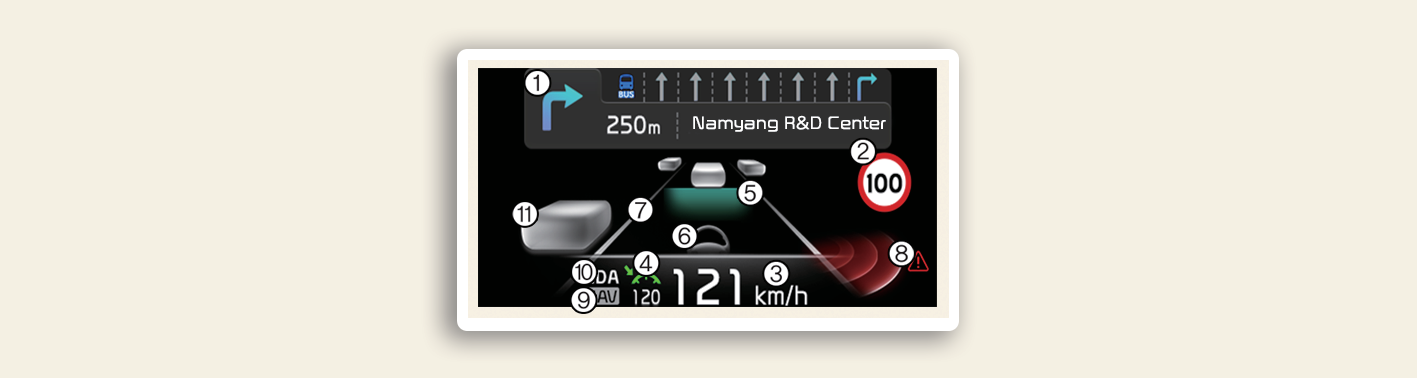 ①
BUS
250m
Namyang R&D Center
②
100
⑤
⑪
⑦
⑥
⑧
⑩ DA
④
121
③
km/h
⑨ AV
120